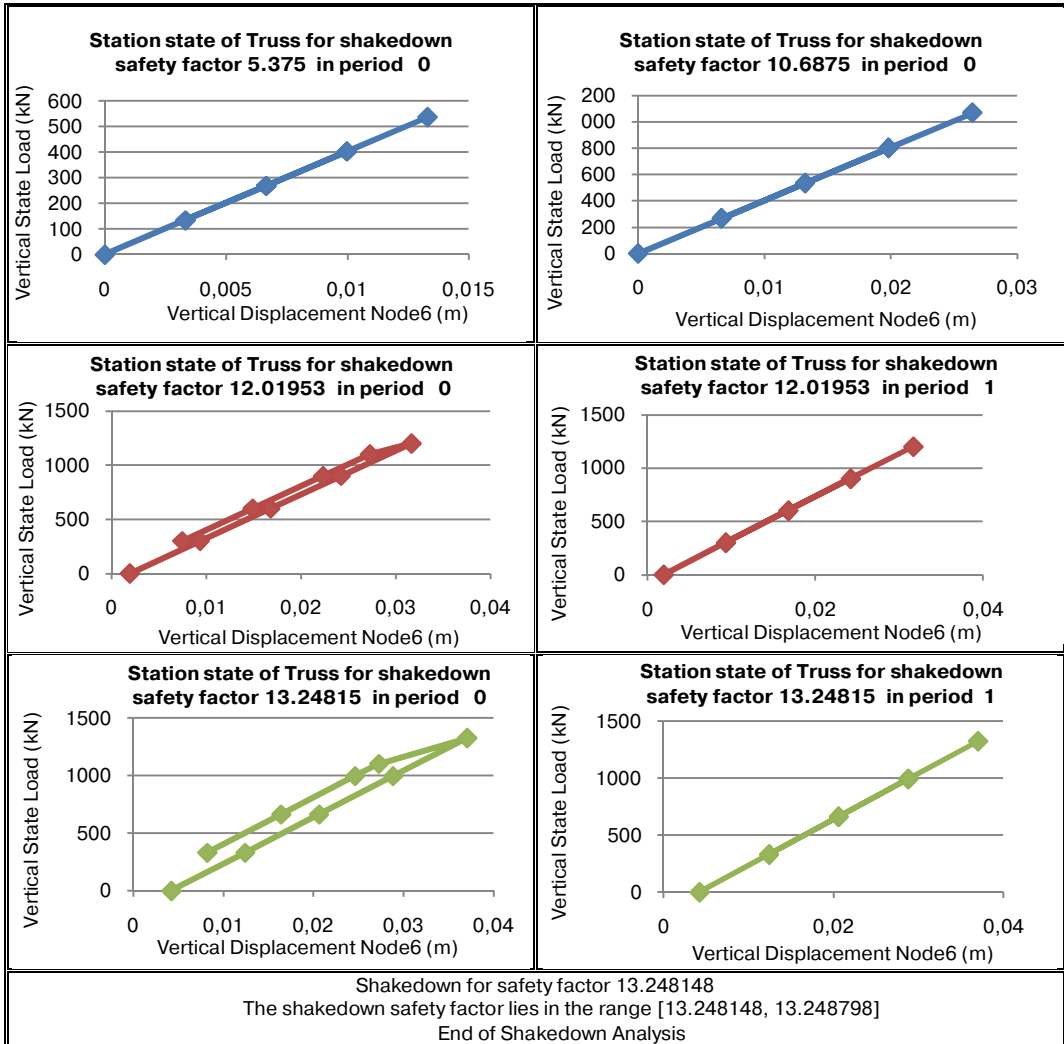 Station state of Truss for shakedown
safety factor 5.375 in period 0
Vertical State Load (kN)
600
500
400
300
200
100
0
0 0,005 0,01 0,015
Vertical Displacement Node6 (m)
Station state of Truss for shakedown
safety factor 10.6875 in period 0
Vertical State Load (kN)
200
000
800
600
400
200
0
0 0,01 0,02 0,03
Vertical Displacement Node6 (m)
Station state of Truss for shakedown
safety factor 12.01953 in period 0
Vertical State Load (kN)
1500
1000
500
0
0 0,01 0,02 0,03 0,04
Vertical Displacement Node6 (m)
Station state of Truss for shakedown
safety factor 12.01953 in period 1
Vertical State Load (kN)
1500
1000
500
0
0 0,02 0,04
Vertical Displacement Node6 (m)
Station state of Truss for shakedown
safety factor 13.24815 in period 0
Vertical State Load (kN)
1500
1000
500
0
0 0,01 0,02 0,03 0,04
Vertical Displacement Node6 (m)
Station state of Truss for shakedown
safety factor 13.24815 in period 1
Vertical State Load (kN)
1500
1000
500
0
0 0,02 0,04
Vertical Displacement Node6 (m)
Shakedown for safety factor 13.248148
The shakedown safety factor lies in the range [13.248148, 13.248798]
End of Shakedown Analysis